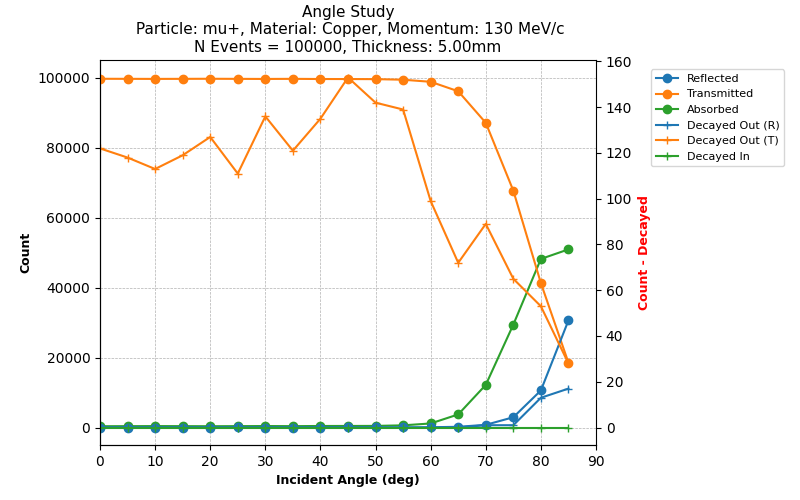 Angle Study
Particle: mu+, Material: Copper, Momentum: 130 MeV/c
N Events = 100000, Thickness: 5.00mm
100000
80000
60000
40000
20000
0
Count
160
140
120
100
80
60
40
20
0
Count - Decayed
0 10 20 30 40 50 60 70 80 90
Incident Angle (deg)
Reflected
Transmitted
Absorbed
Decayed Out (R)
Decayed Out (T)
Decayed In